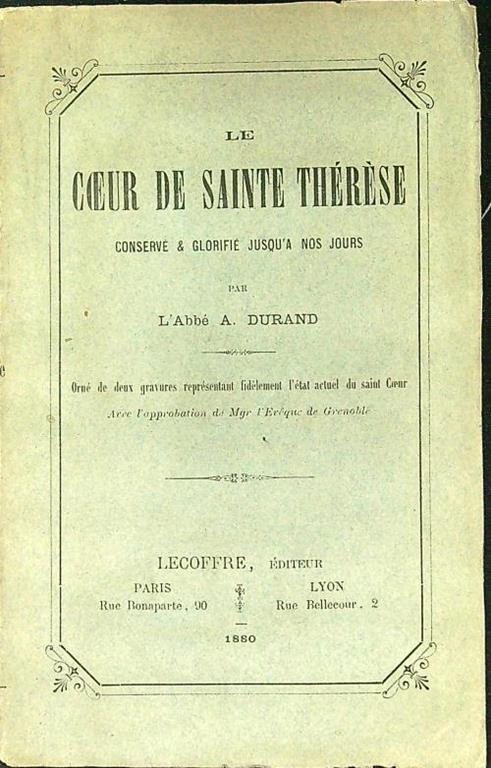 LE
CŒUR DE SAINTE THÉRÈSE
CONSERVÉ & GLORIFIÉ JUSQU'A NOS JOURS
PAR
L'Abbé A. DURAND
Orné de deux gravures représentant fidèlement l'état actuel du saint Cœur
Avec l'approbation de Mgr l'Evêque de Grenoble
LECOFFRE, ÉDITEUR
PARIS
Rue Bonaparte, 90
LYON
Rue Bellecour, 2
1880